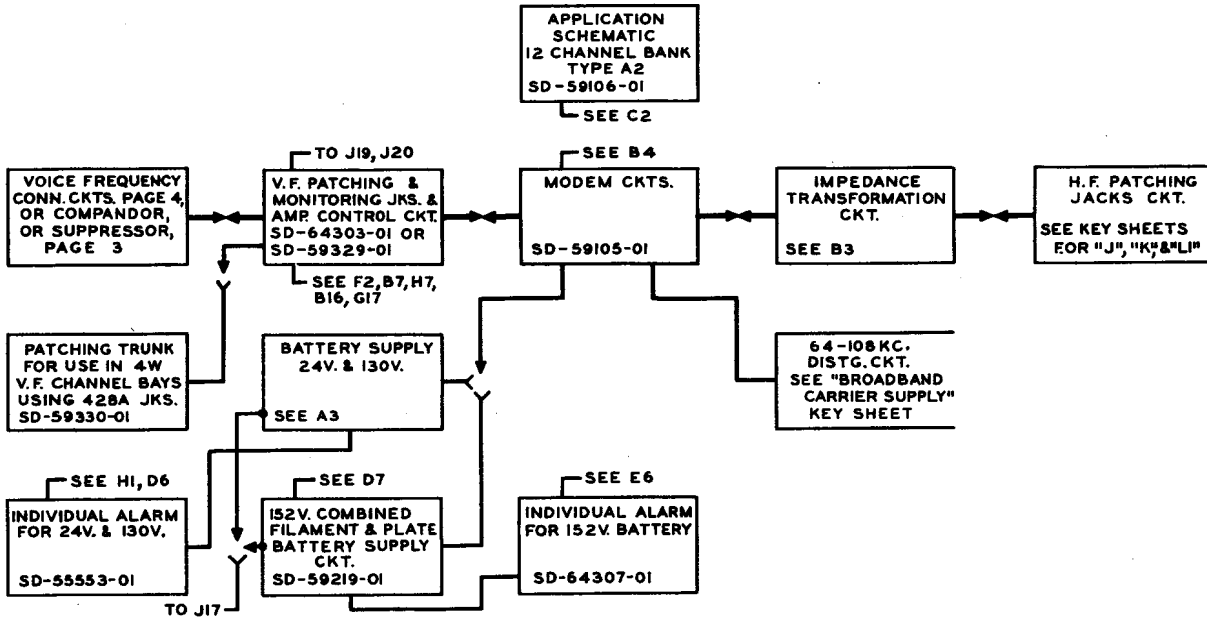 APPLICATION
SCHEMATIC
12 CHANNEL BANK
TYPE A2
SD-59106-01
SEE C2
TO J19, J20
SEE B4
VOICE FREQUENCY
CONN. CKTS. PAGE 4,
OR COMPANDOR,
OR SUPPRESSOR,
PAGE 3
V.F. PATCHING &
MONITORING JKS. &
AMP. CONTROL CKT.
SD-64303-01 OR
SD-59329-01
MODEM CKTS.
SD-59105-01
IMPEDANCE
TRANSFORMATION
CKT.
SEE B3
H.F. PATCHING
JACKS CKT.
SEE KEY SHEETS
FOR "J", "K", & "L1"
SEE F2, B7, H7,
B16, G17
PATCHING TRUNK
FOR USE IN 4W
V.F. CHANNEL BAYS
USING 428A JKS.
SD-59330-01
BATTERY SUPPLY
24V. & 130V.
SEE A3
64-108KC.
DISTG. CKT.
SEE "BROADBAND
CARRIER SUPPLY"
KEY SHEET
SEE H1, D6
SEE D7
SEE E6
INDIVIDUAL ALARM
FOR 24V. & 130V.
SD-55553-01
152V. COMBINED
FILAMENT & PLATE
BATTERY SUPPLY
CKT.
SD-59219-01
INDIVIDUAL ALARM
FOR 152V. BATTERY
SD-64307-01
TO J17